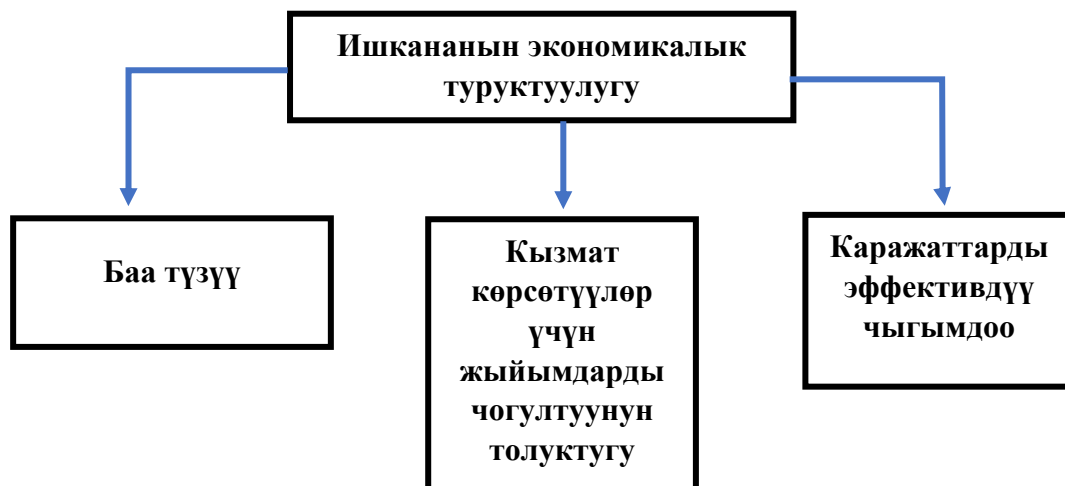 Ишкананын экономикалык
туруктуулугу
Баа түзүү
Кызмат
көрсөтүүлөр
үчүн
жыйымдарды
чогултуунун
толуктугу
Каражаттарды
эффективдүү
чыгымдоо